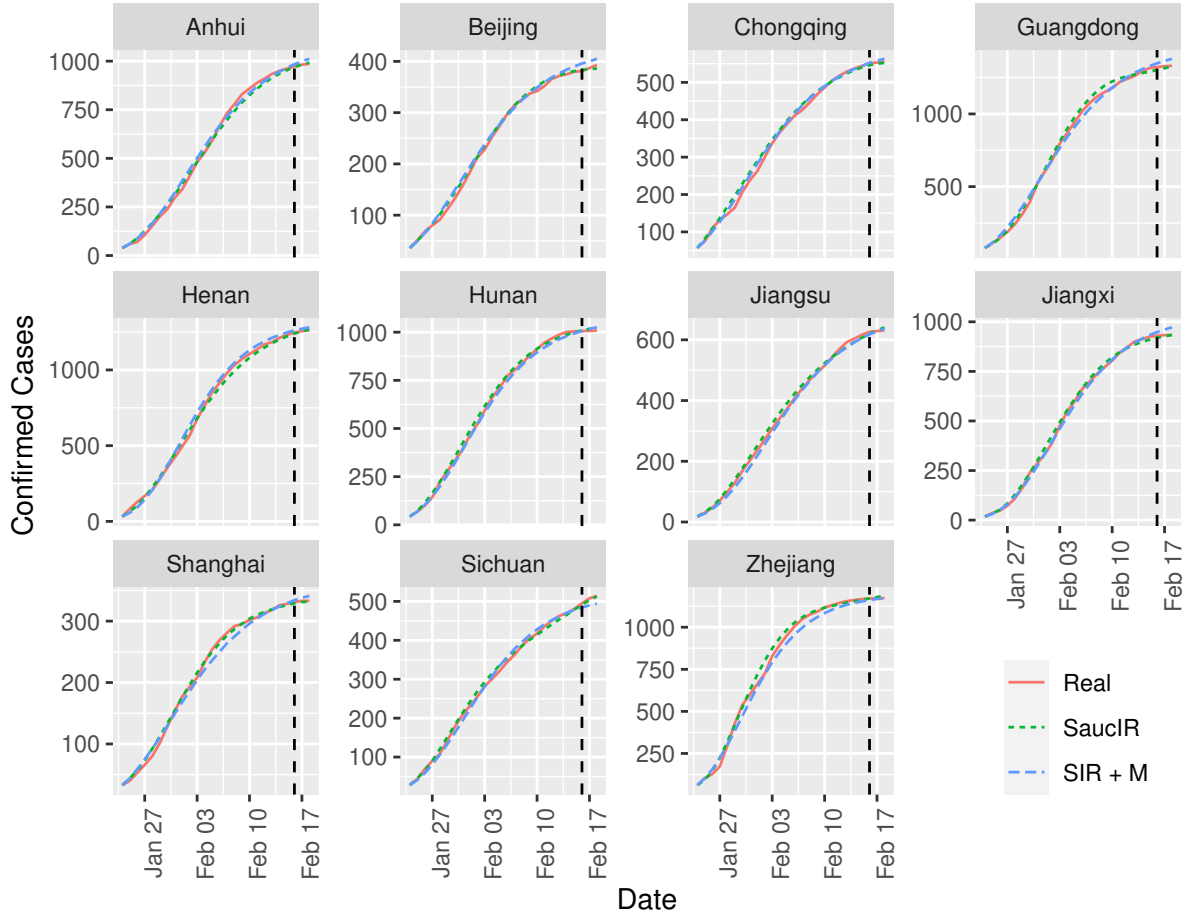 Anhui
Beijing
Chongqing
Guangdong
1000
750
500
250
0
400
300
200
100
500
400
300
200
100
1000
500
Henan
Hunan
Jiangsu
Jiangxi
1000
500
0
1000
750
500
250
0
600
400
200
0
1000
750
500
250
0
Jan 27
Feb 03
Feb 10
Feb 17
Shanghai
Sichuan
Zhejiang
300
200
100
500
400
300
200
100
1000
750
500
250
Jan 27
Feb 03
Feb 10
Feb 17
Jan 27
Feb 03
Feb 10
Feb 17
Jan 27
Feb 03
Feb 10
Feb 17
Confirmed Cases
Date
Real
SaucIR
SIR + M